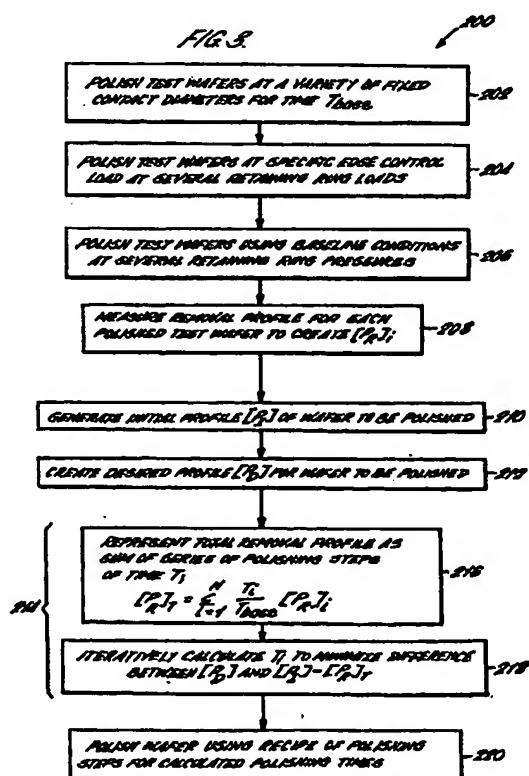 FIG. 3.
200
POLISH TEST WAFERS AT A VARIETY OF FIXED
CONTACT DIAMETERS FOR TIME TBASE
202
POLISH TEST WAFERS AT SPECIFIC EDGE CONTROL
LOAD AT SEVERAL RETAINING RING LOADS
204
POLISH TEST WAFERS USING BASELINE CONDITIONS
AT SEVERAL RETAINING RING PRESSURES
206
MEASURE REMOVAL PROFILE FOR EACH
POLISHED TEST WAFER TO CREATE [PR]i
208
GENERATE INITIAL PROFILE [PI] OF WAFER TO BE POLISHED
210
CREATE DESIRED PROFILE [PD] FOR WAFER TO BE POLISHED
212
214
REPRESENT TOTAL REMOVAL PROFILE AS
SUM OF SERIES OF POLISHING STEPS
OF TIME Ti
[PR]T = Σ i=1 N Ti/TBASE [PR]i
216
ITERATIVELY CALCULATE Ti TO MINIMIZE DIFFERENCE
BETWEEN [PD] AND [PI]-[PR]T
218
POLISH WAFER USING RECIPE OF POLISHING
STEPS FOR CALCULATED POLISHING TIMES
220